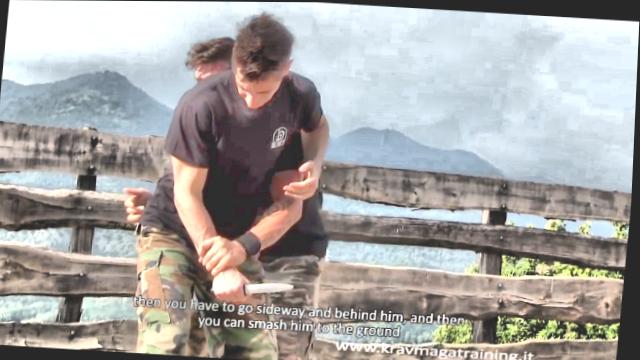 then you have to go sideway and behind him, and then
you can smash him to the ground
www.kravmagatraining.it